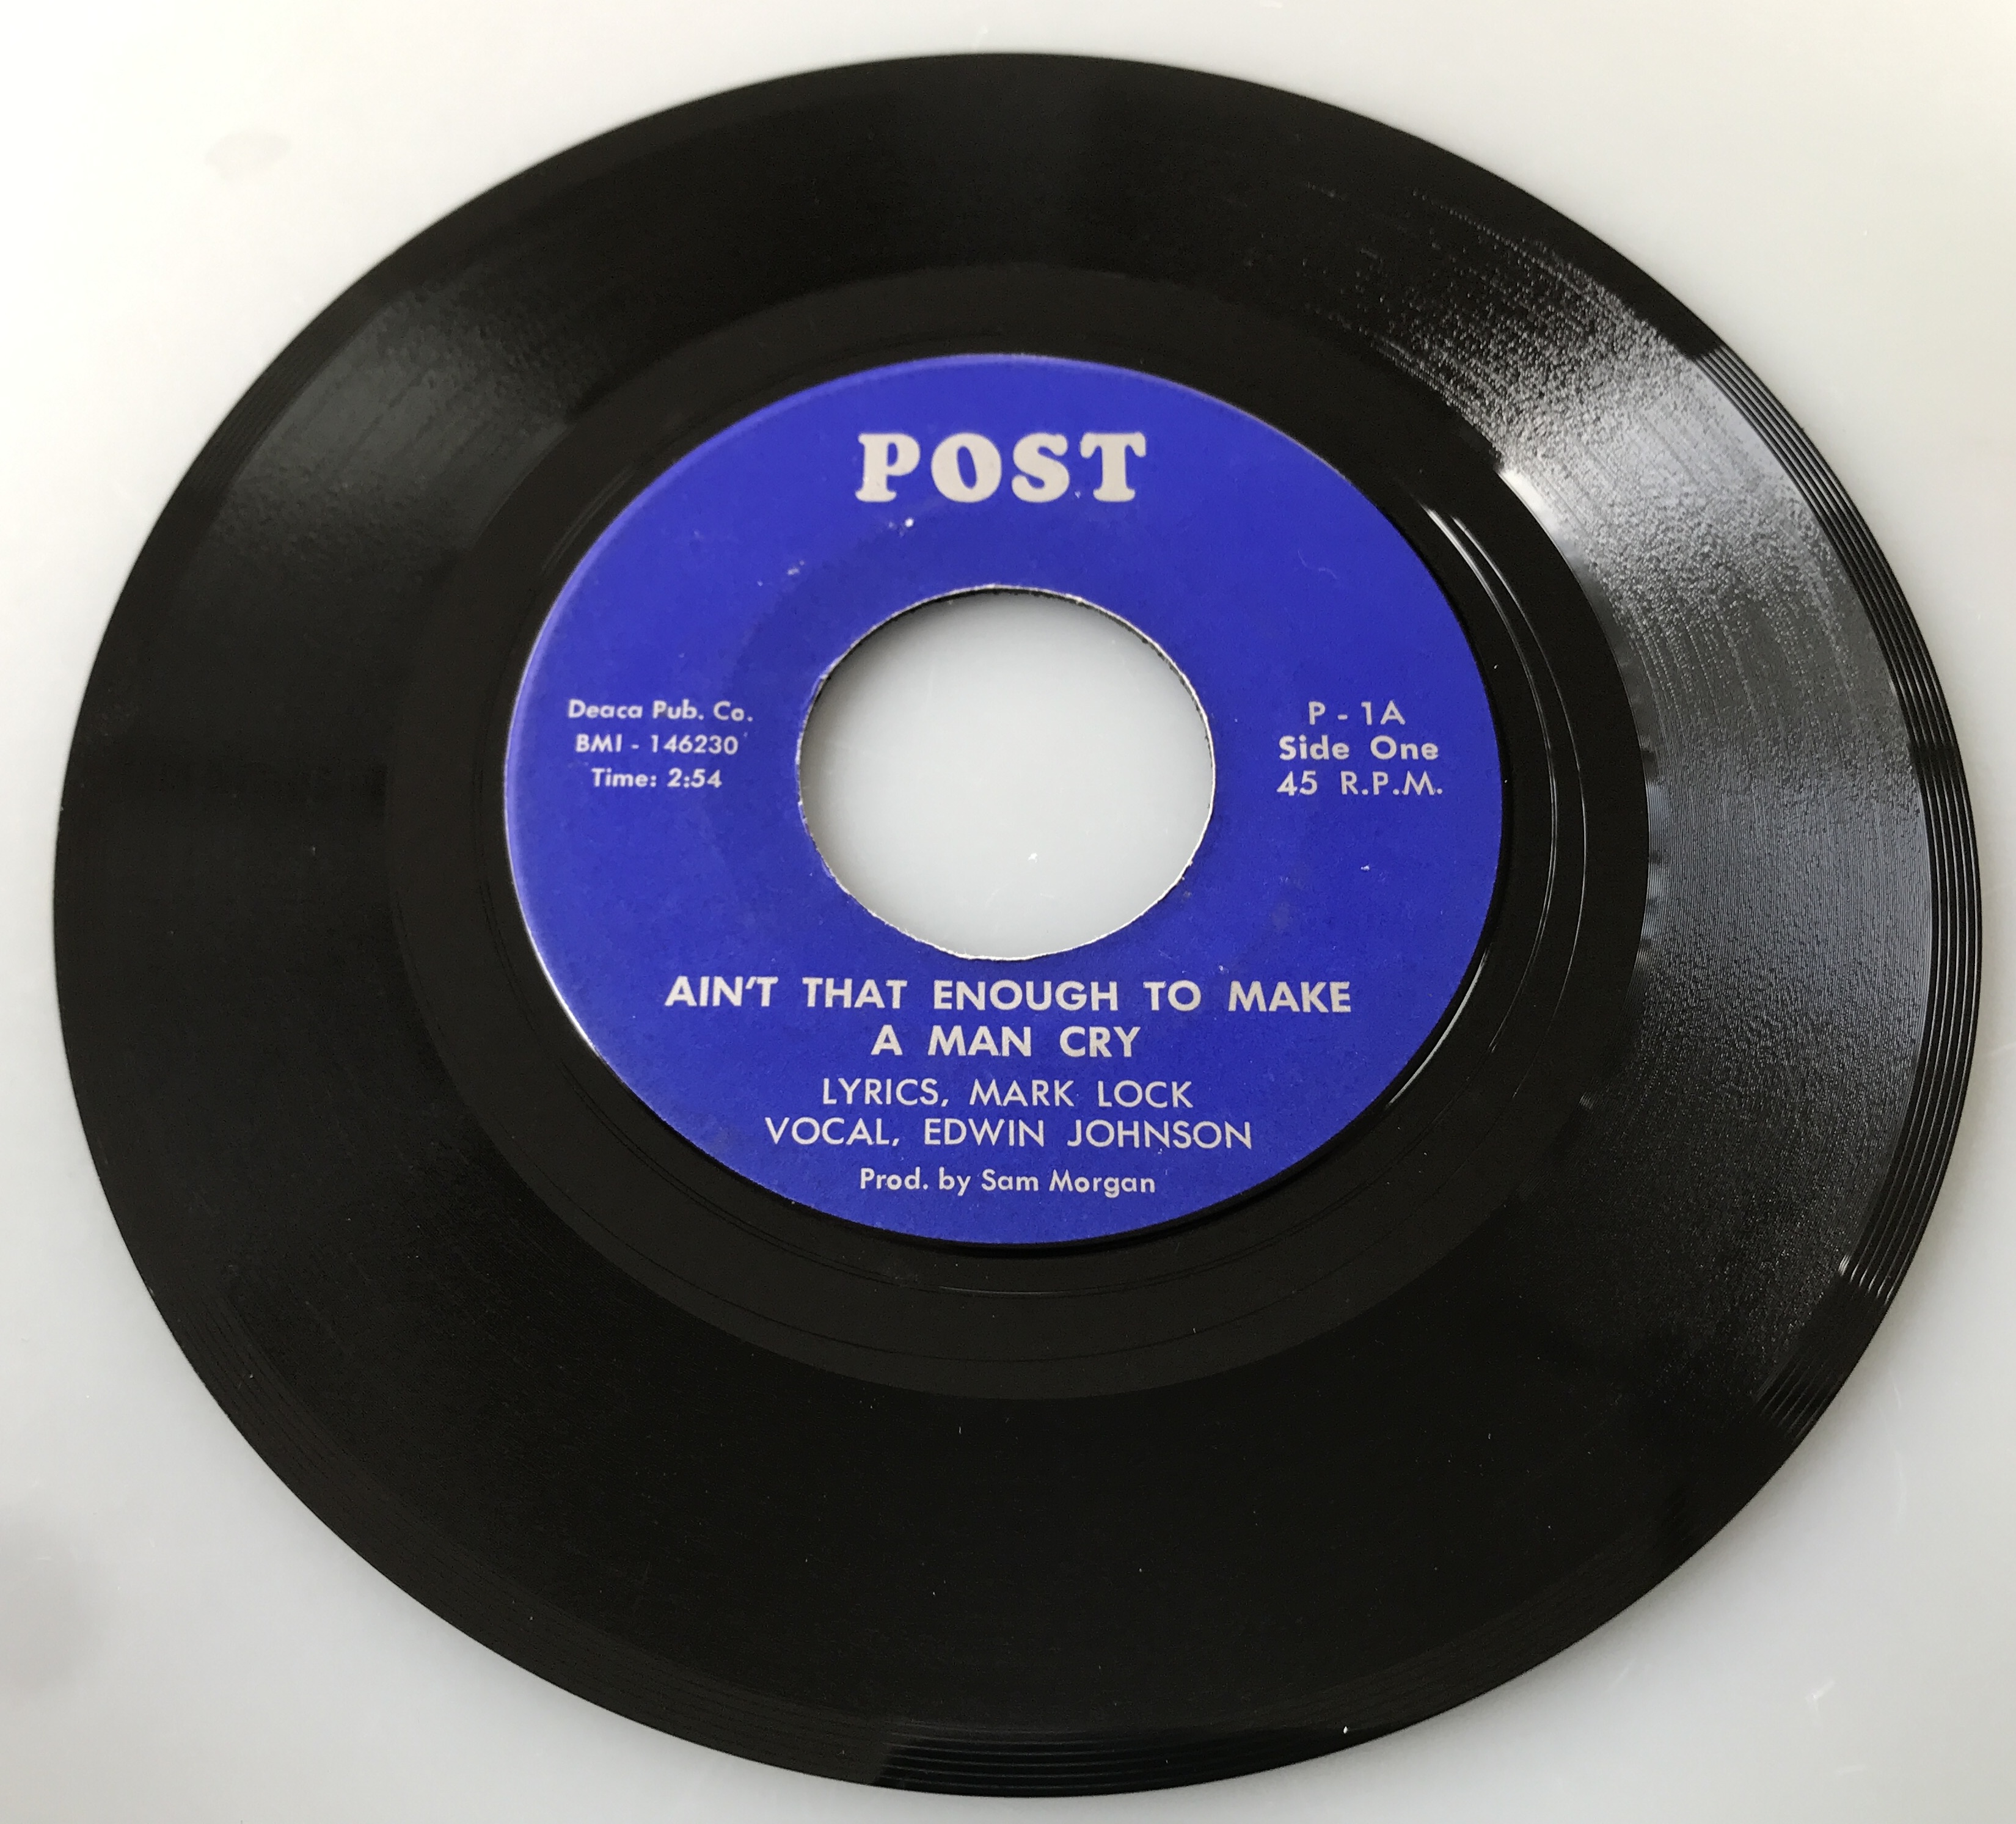 POST
Deaca Pub. Co.
BMI - 146230
Time: 2:54
P - 1A
Side One
45 R.P.M.
AIN'T THAT ENOUGH TO MAKE
A MAN CRY
LYRICS, MARK LOCK
VOCAL, EDWIN JOHNSON
Prod. by Sam Morgan